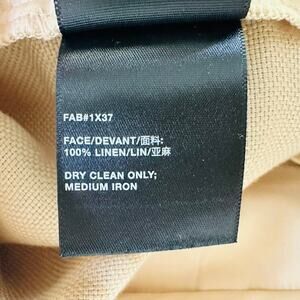 FAB#1X37
FACE/DEVANT/面料:
100% LINEN/LIN/亚麻
DRY CLEAN ONLY;
MEDIUM IRON